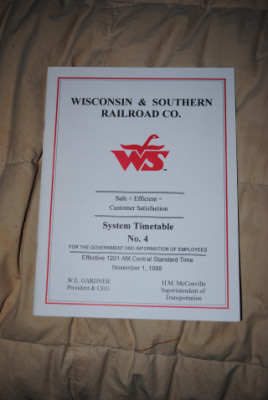 WISCONSIN & SOUTHERN
RAILROAD CO.
WS
Safe - Efficient -
Customer Satisfaction
System Timetable
No. 4
FOR THE GOVERNMENT AND INFORMATION OF EMPLOYEES
Effective 1201 AM Central Standard Time
November 1, 1999
W.E. GARDNER
President & CEO
H.M. McConville
Superintendent of
Transportation